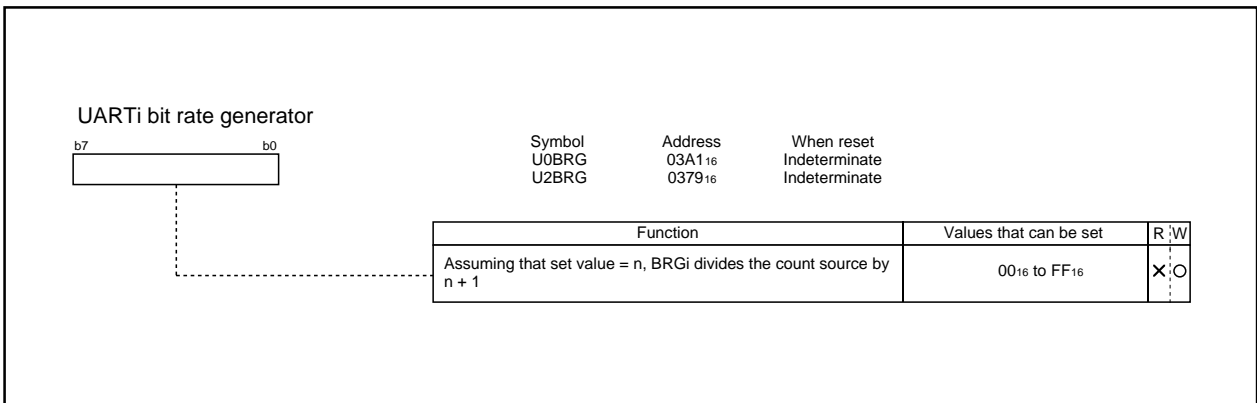 UARTi bit rate generator
b7 b0
Symbol Address When reset
U0BRG 03A116 Indeterminate
U2BRG 037916 Indeterminate
Function Values that can be set R W
Assuming that set value = n, BRGi divides the count source by
n + 1
0016 to FF16